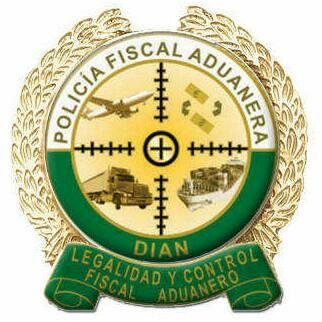 POLICÍA FISCAL ADUANERA
DIAN
LEGALIDAD Y CONTROL
FISCAL ADUANERO